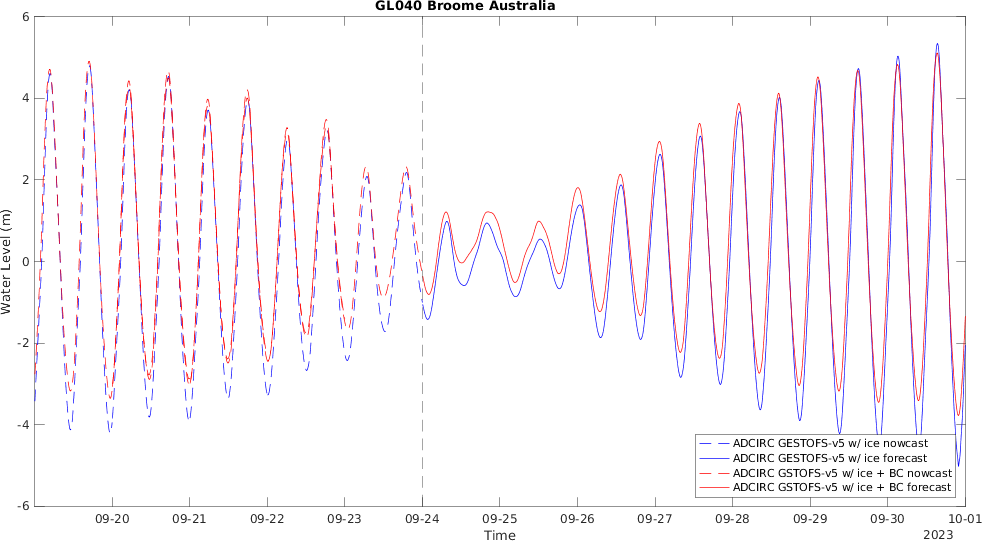 GL040 Broome Australia
6
4
2
0
-2
-4
-6
Water Level (m)
ADCIRC GESTOFS-v5 w/ ice nowcast
ADCIRC GESTOFS-v5 w/ ice forecast
ADCIRC GSTOFS-v5 w/ ice + BC nowcast
ADCIRC GSTOFS-v5 w/ ice + BC forecast
09-20 09-21 09-22 09-23 09-24 09-25 09-26 09-27 09-28 09-29 09-30 10-01
Time
2023